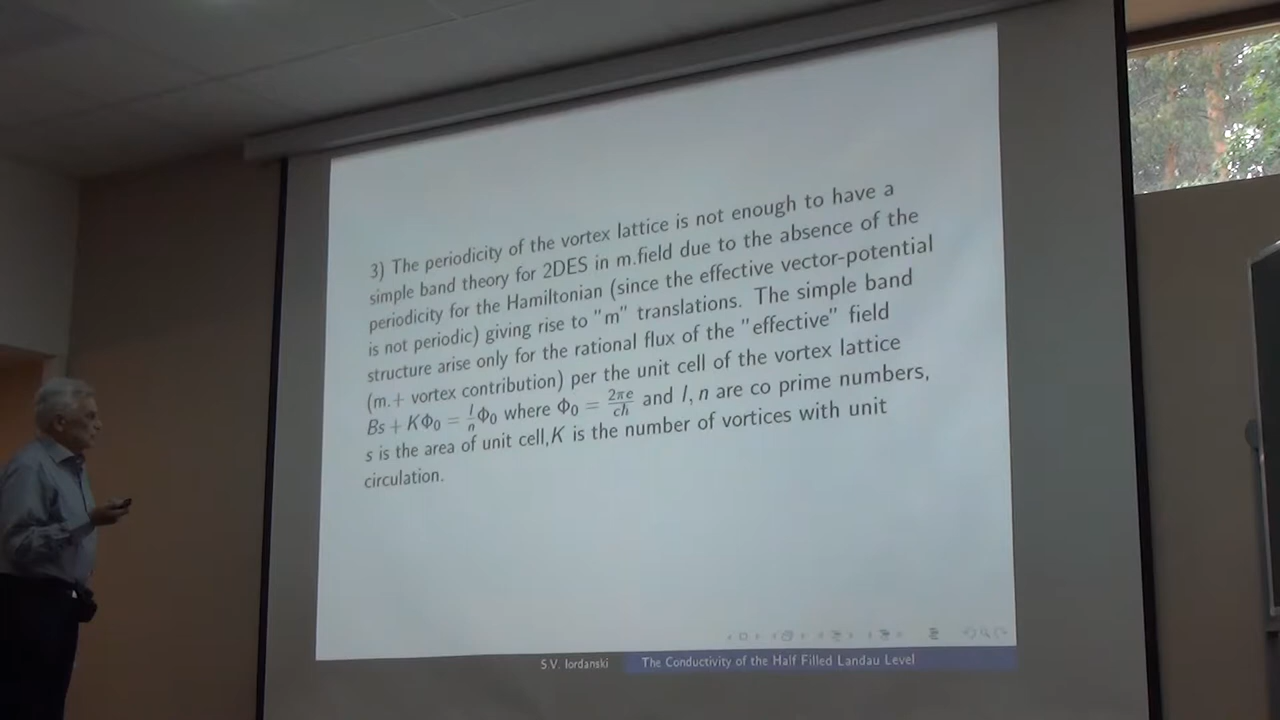 3) The periodicity of the vortex lattice is not enough to have a
simple band theory for 2DES in m.field due to the absence of the
periodicity for the Hamiltonian (since the effective vector-potential
is not periodic) giving rise to "m" translations. The simple band
structure arise only for the rational flux of the "effective" field
(m.+ vortex contribution) per the unit cell of the vortex lattice
Bs + KΦ₀ = l/n Φ₀ where Φ₀ = 2πe/cħ and l, n are co prime numbers,
s is the area of unit cell,K is the number of vortices with unit
circulation.
S.V. Iordanski The Conductivity of the Half Filled Landau Level